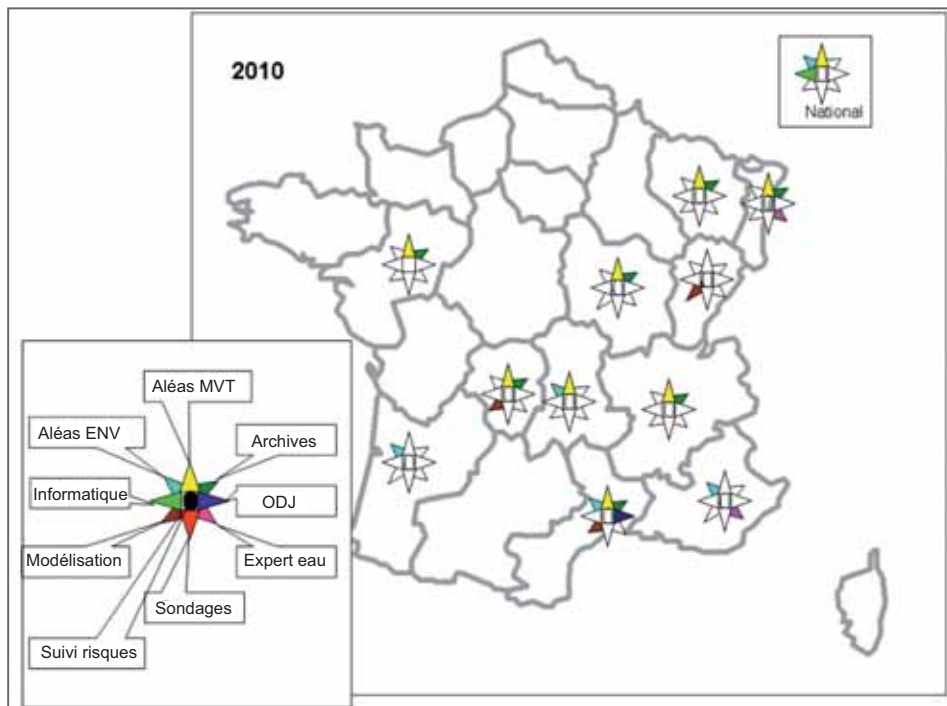 2010
National
Aléas MVT
Aléas ENV
Archives
Informatique
ODJ
Modélisation
Expert eau
Sondages
Suivi risques